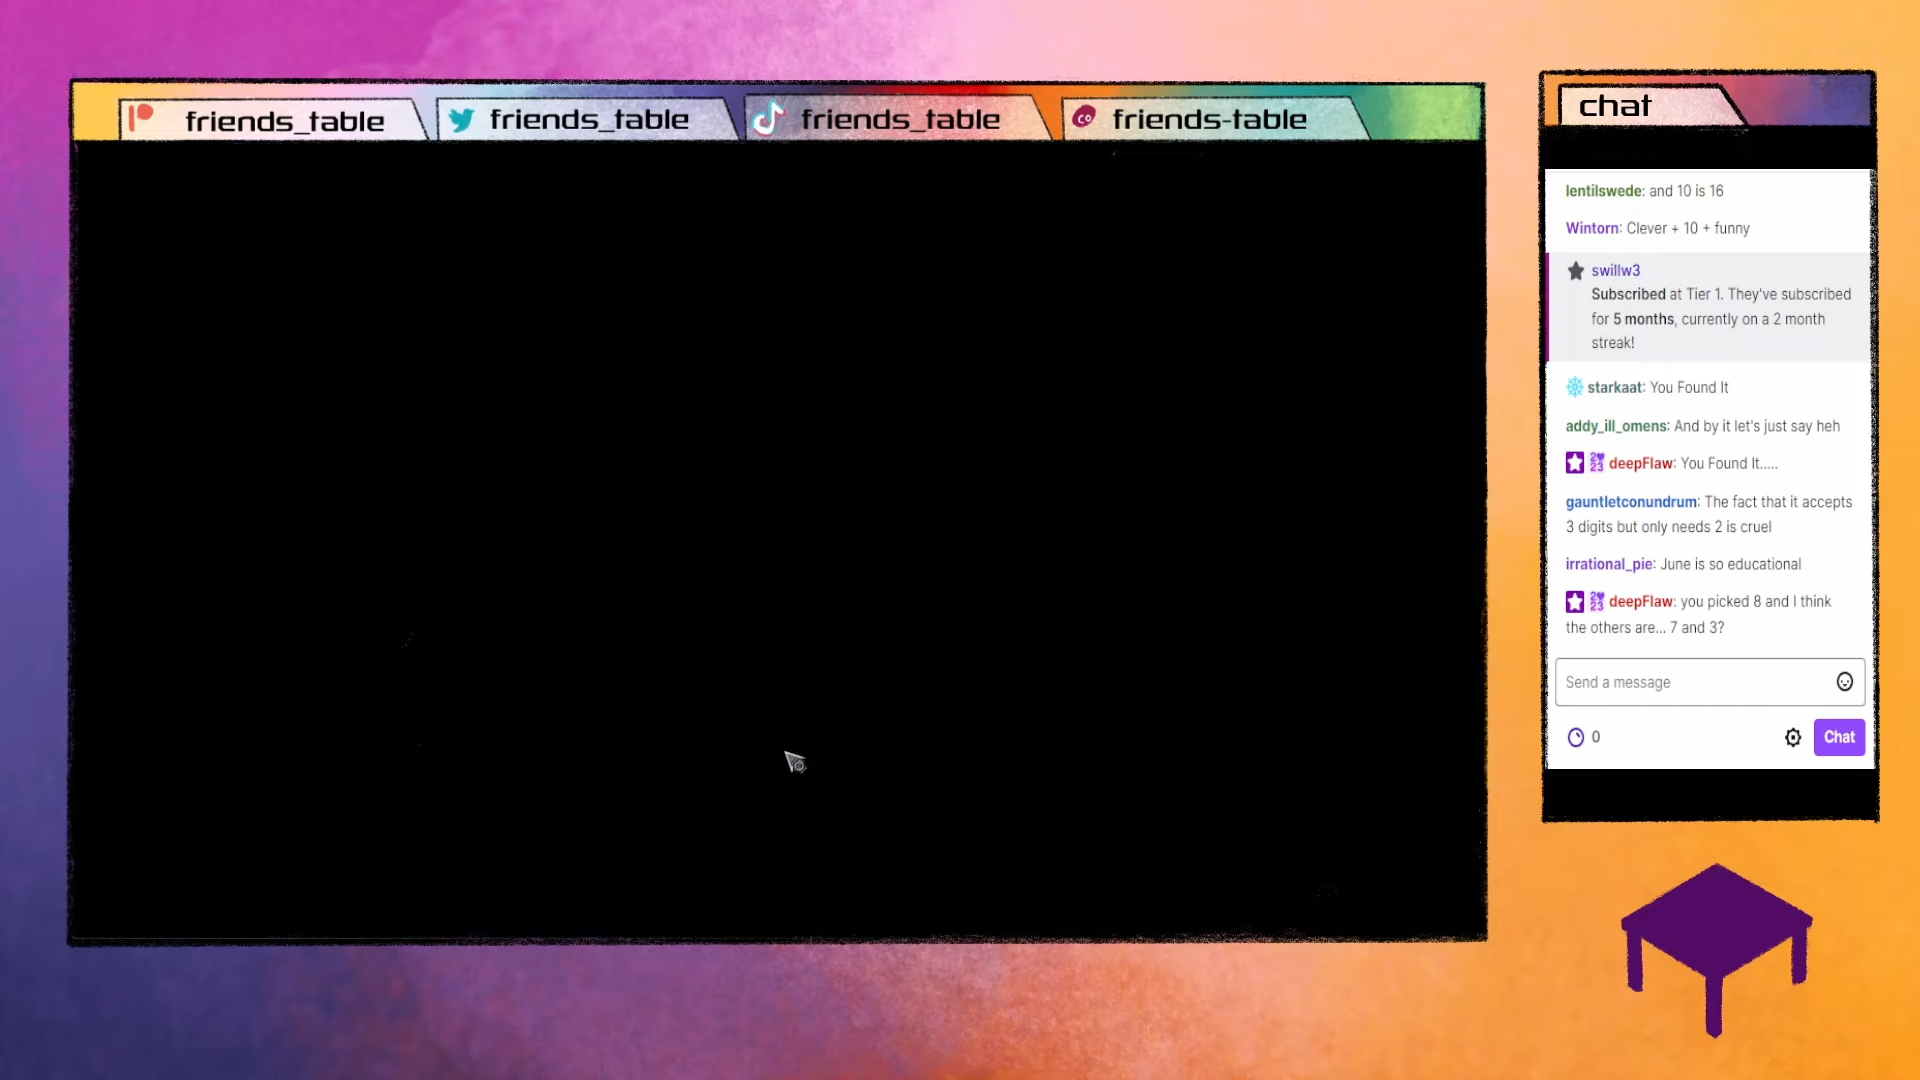 friends_table
friends_table
friends_table
friends-table
chat
lentilswede: and 10 is 16
Wintorn: Clever + 10 + funny
swillw3
Subscribed at Tier 1. They've subscribed
for 5 months, currently on a 2 month
streak!
starkaat: You Found It
addy_ill_omens: And by it let's just say heh
deepFlaw: You Found It.....
gauntletconundrum: The fact that it accepts
3 digits but only needs 2 is cruel
irrational_pie: June is so educational
deepFlaw: you picked 8 and I think
the others are... 7 and 3?
Send a message
0
Chat